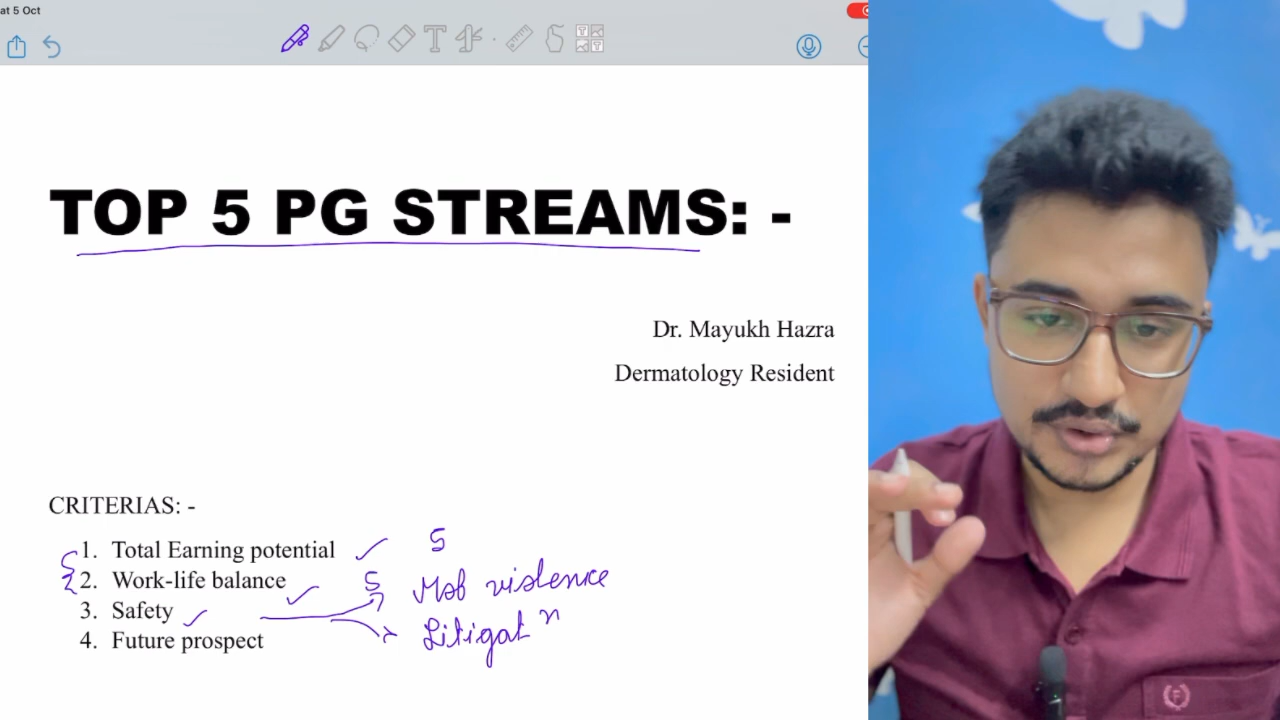 at 5 Oct
TOP 5 PG STREAMS: -
Dr. Mayukh Hazra
Dermatology Resident
CRITERIAS: -
1. Total Earning potential 5
2. Work-life balance 5 Mob violence
3. Safety
4. Future prospect Litigatⁿ